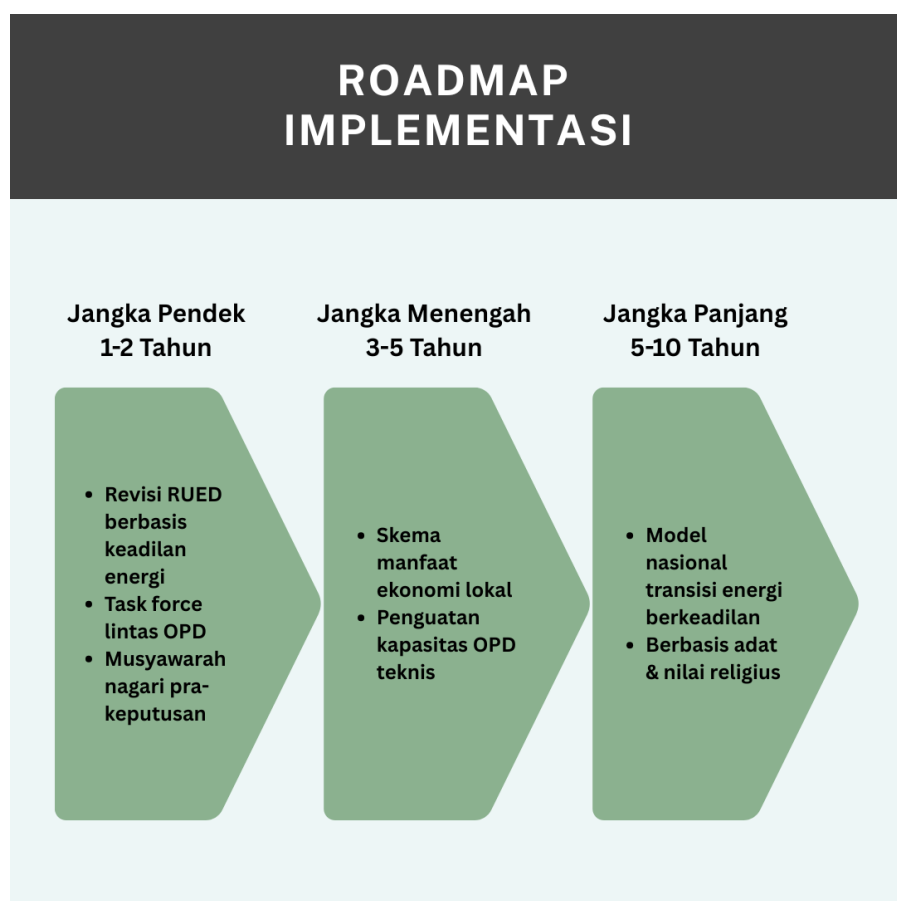 ROADMAP
IMPLEMENTASI
Jangka Pendek
1-2 Tahun
• Revisi RUED
berbasis
keadilan
energi
• Task force
lintas OPD
• Musyawarah
nagari pra-
keputusan
Jangka Menengah
3-5 Tahun
• Skema
manfaat
ekonomi lokal
• Penguatan
kapasitas OPD
teknis
Jangka Panjang
5-10 Tahun
• Model
nasional
transisi energi
berkeadilan
• Berbasis adat
& nilai religius